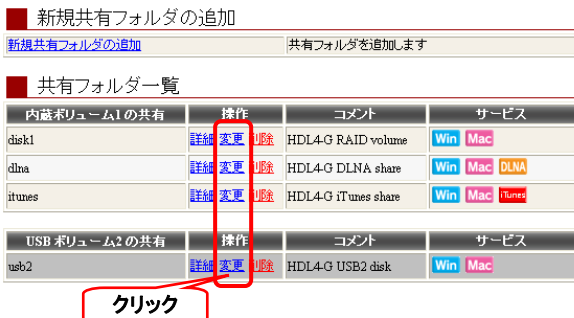 新規共有フォルダの追加
新規共有フォルダの追加 共有フォルダを追加します
共有フォルダ一覧
内蔵ボリューム1の共有 操作 コメント サービス
disk1 詳細 変更 削除 HDL4-G RAID volume Win Mac
dlna 詳細 変更 削除 HDL4-G DLNA share Win Mac DLNA
itunes 詳細 変更 削除 HDL4-G iTunes share Win Mac iTunes
USBボリューム2の共有 操作 コメント サービス
usb2 詳細 変更 削除 HDL4-G USB2 disk Win Mac
クリック